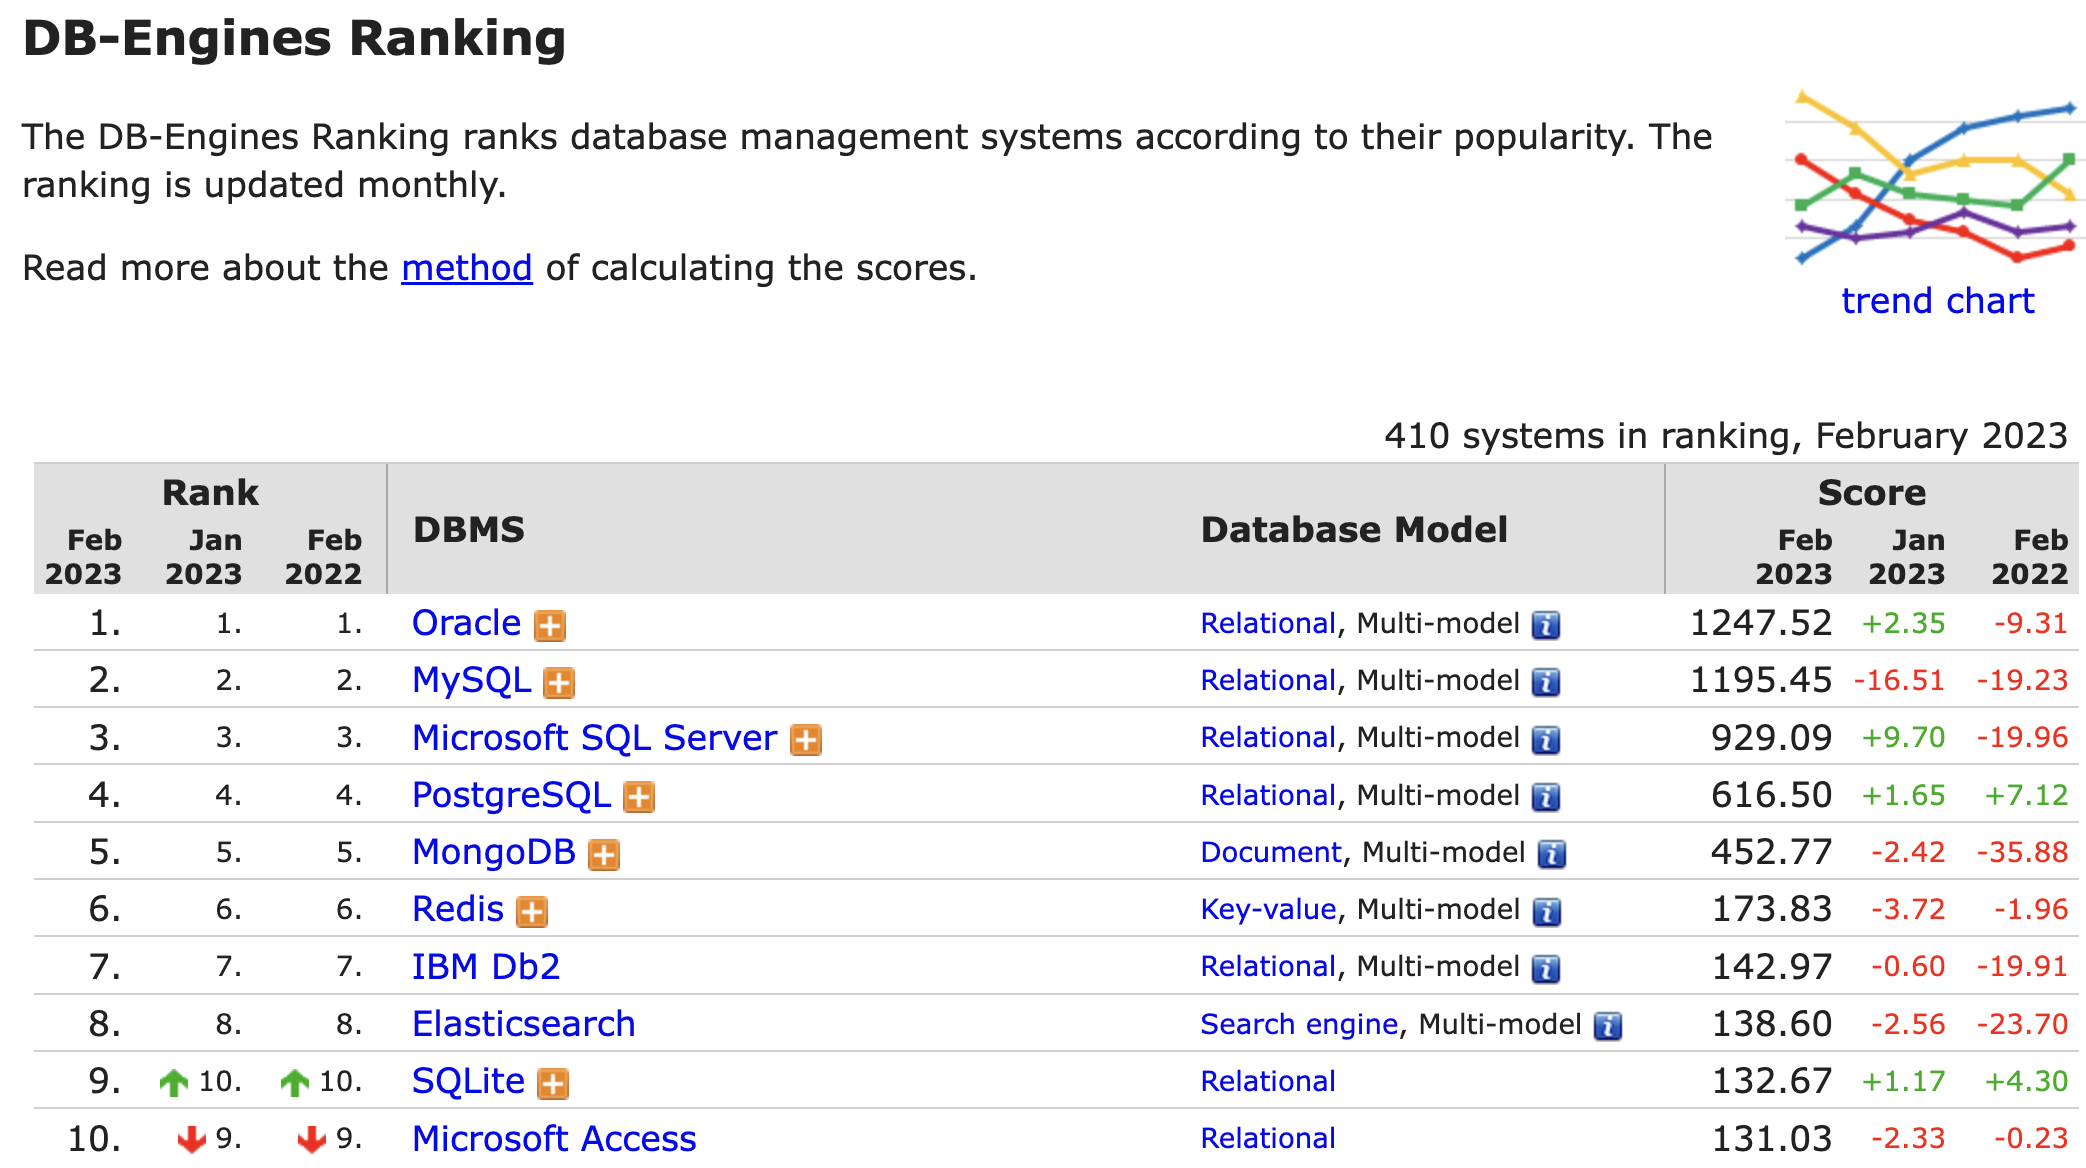 DB-Engines Ranking
The DB-Engines Ranking ranks database management systems according to their popularity. The
ranking is updated monthly.
Read more about the method of calculating the scores.
trend chart
410 systems in ranking, February 2023
Rank DBMS Database Model Score
Feb 2023 Jan 2023 Feb 2022 Feb 2023 Jan 2023 Feb 2022
1. 1. 1. Oracle Relational, Multi-model 1247.52 +2.35 -9.31
2. 2. 2. MySQL Relational, Multi-model 1195.45 -16.51 -19.23
3. 3. 3. Microsoft SQL Server Relational, Multi-model 929.09 +9.70 -19.96
4. 4. 4. PostgreSQL Relational, Multi-model 616.50 +1.65 +7.12
5. 5. 5. MongoDB Document, Multi-model 452.77 -2.42 -35.88
6. 6. 6. Redis Key-value, Multi-model 173.83 -3.72 -1.96
7. 7. 7. IBM Db2 Relational, Multi-model 142.97 -0.60 -19.91
8. 8. 8. Elasticsearch Search engine, Multi-model 138.60 -2.56 -23.70
9. 10. 10. SQLite Relational 132.67 +1.17 +4.30
10. 9. 9. Microsoft Access Relational 131.03 -2.33 -0.23